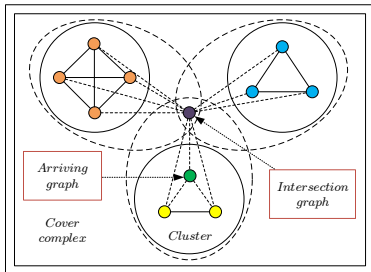 Arriving
graph
Intersection
graph
Cover
complex
Cluster